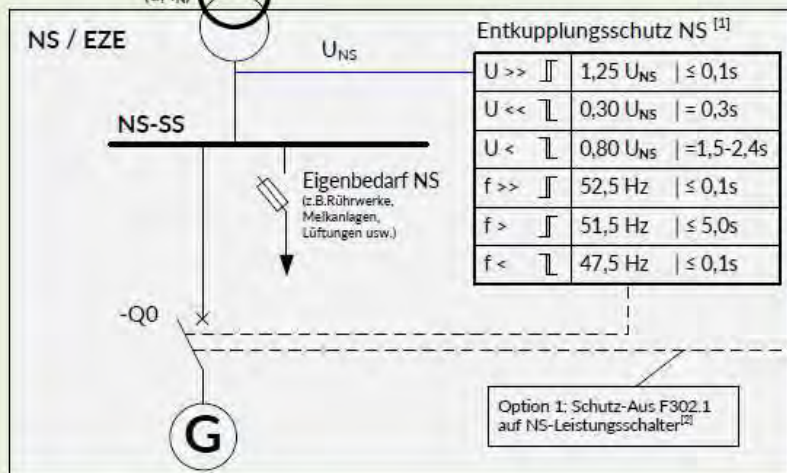 NS / EZE
U_NS
Entkupplungsschutz NS [1]
U >> 1,25 U_NS | ≤ 0,1s
U << 0,30 U_NS | = 0,3s
U < 0,80 U_NS | =1,5-2,4s
f >> 52,5 Hz | ≤ 0,1s
f > 51,5 Hz | ≤ 5,0s
f < 47,5 Hz | ≤ 0,1s
NS-SS
Eigenbedarf NS
(z.B.Rührwerke,
Melkanlagen,
Lüftungen usw.)
-Q0
G
Option 1: Schutz-Aus F302.1
auf NS-Leistungsschalter[2]